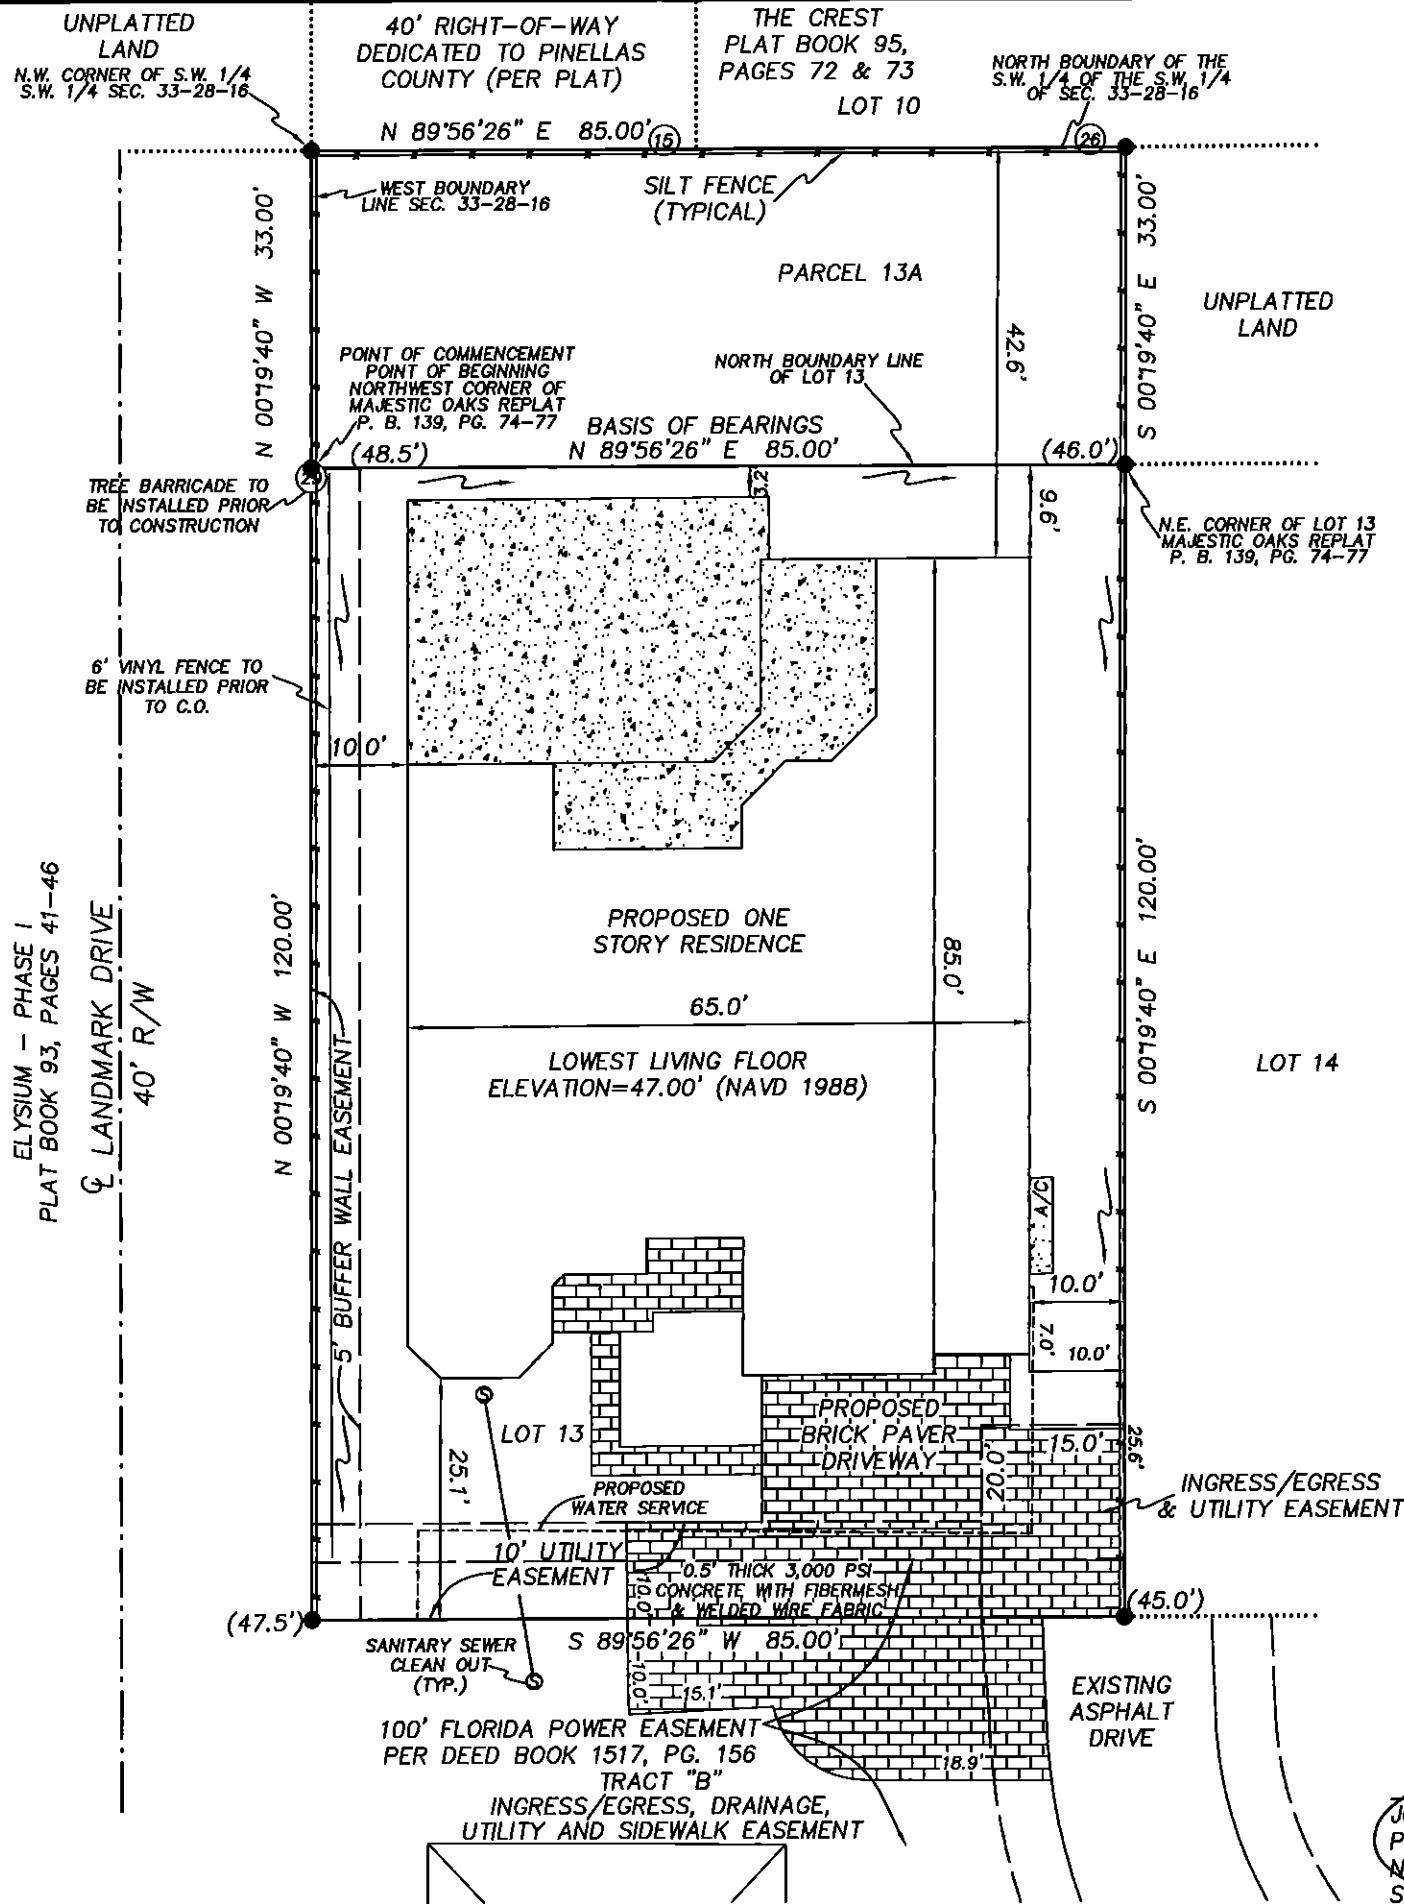 UNPLATTED
LAND
N.W. CORNER OF S.W. 1/4
S.W. 1/4 SEC. 33-28-16
40' RIGHT-OF-WAY
DEDICATED TO PINELLAS
COUNTY (PER PLAT)
THE CREST
PLAT BOOK 95,
PAGES 72 & 73
LOT 10
NORTH BOUNDARY OF THE
S.W. 1/4 OF THE S.W. 1/4
OF SEC. 33-28-16
N 89°56'26" E 85.00'
15
26
WEST BOUNDARY
LINE SEC. 33-28-16
SILT FENCE
(TYPICAL)
N 00°19'40" W 33.00'
S 00°19'40" E 33.00'
PARCEL 13A
UNPLATTED
LAND
42.6'
POINT OF COMMENCEMENT
POINT OF BEGINNING
NORTHWEST CORNER OF
MAJESTIC OAKS REPLAT
P. B. 139, PG. 74-77
NORTH BOUNDARY LINE
OF LOT 13
BASIS OF BEARINGS
N 89°56'26" E 85.00'
(48.5')
(46.0')
TREE BARRICADE TO
BE INSTALLED PRIOR
TO CONSTRUCTION
3.2'
9.6'
N.E. CORNER OF LOT 13
MAJESTIC OAKS REPLAT
P. B. 139, PG. 74-77
6' VINYL FENCE TO
BE INSTALLED PRIOR
TO C.O.
10.0'
ELYSIUM - PHASE I
PLAT BOOK 93, PAGES 41-46
℄ LANDMARK DRIVE
40' R/W
N 00°19'40" W 120.00'
S 00°19'40" E 120.00'
PROPOSED ONE
STORY RESIDENCE
85.0'
65.0'
LOWEST LIVING FLOOR
ELEVATION=47.00' (NAVD 1988)
LOT 14
5' BUFFER WALL EASEMENT
A/C
10.0'
7.0'
10.0'
LOT 13
25.1'
PROPOSED
BRICK PAVER
DRIVEWAY
20.0'
15.0'
25.6'
INGRESS/EGRESS
& UTILITY EASEMENT
PROPOSED
WATER SERVICE
10' UTILITY
EASEMENT
10.0'
0.5' THICK 3,000 PSI
CONCRETE WITH FIBERMESH
& WELDED WIRE FABRIC
(47.5')
(45.0')
S 89°56'26" W 85.00'
SANITARY SEWER
CLEAN OUT
(TYP.)
S
S
10.0'
15.1'
18.9'
EXISTING
ASPHALT
DRIVE
100' FLORIDA POWER EASEMENT
PER DEED BOOK 1517, PG. 156
TRACT "B"
INGRESS/EGRESS, DRAINAGE,
UTILITY AND SIDEWALK EASEMENT